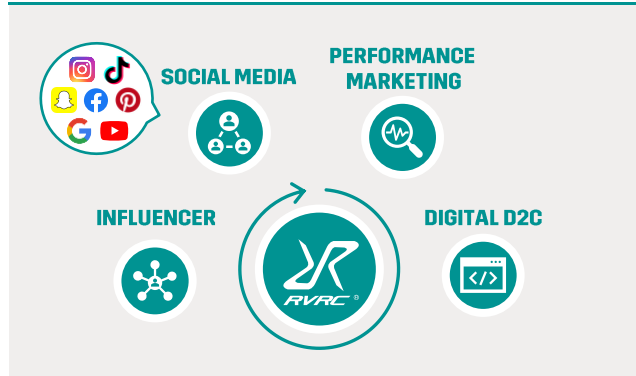 SOCIAL MEDIA
PERFORMANCE
MARKETING
INFLUENCER
DIGITAL D2C
RVRC®